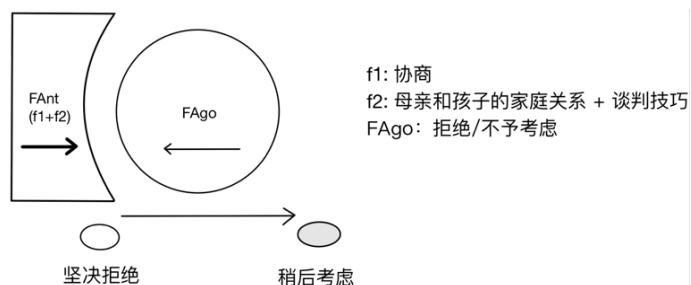 FAnt
(f1+f2)
FAgo
f1: 协商
f2: 母亲和孩子的家庭关系 + 谈判技巧
FAgo：拒绝/不予考虑
坚决拒绝
稍后考虑